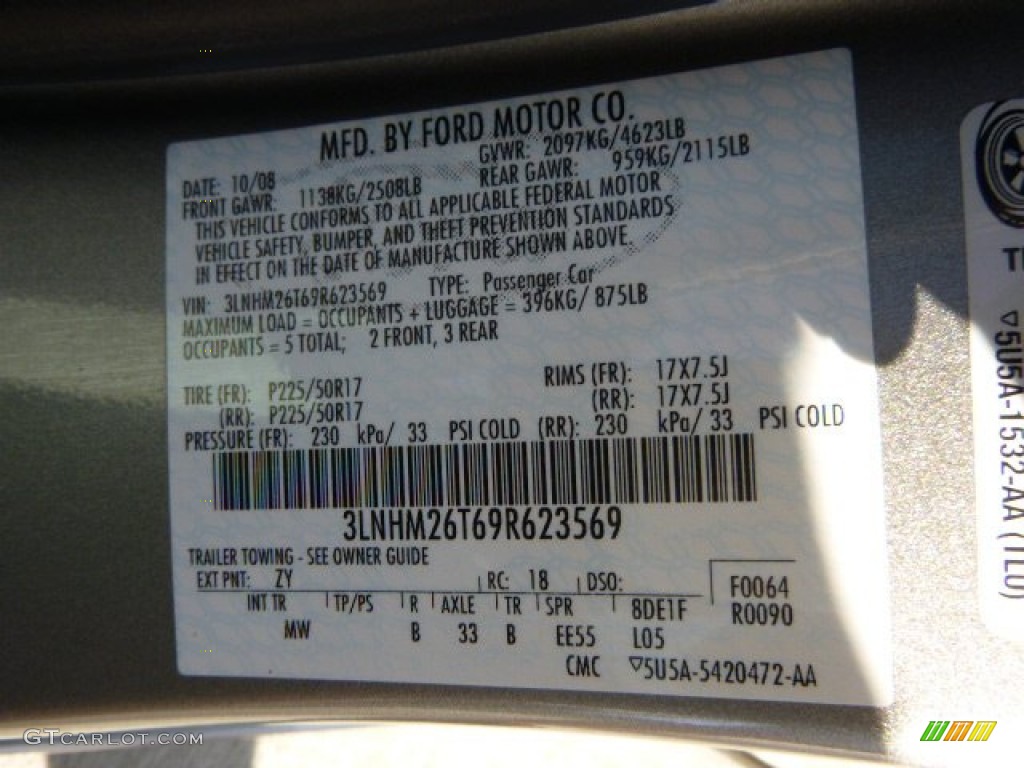 MFD. BY FORD MOTOR CO.
DATE: 10/08 GVWR: 2097KG/4623LB
FRONT GAWR: 1138KG/2508LB REAR GAWR: 959KG/2115LB
THIS VEHICLE CONFORMS TO ALL APPLICABLE FEDERAL MOTOR
VEHICLE SAFETY, BUMPER, AND THEFT PREVENTION STANDARDS
IN EFFECT ON THE DATE OF MANUFACTURE SHOWN ABOVE.
VIN: 3LNHM26T69R623569 TYPE: Passenger Car
MAXIMUM LOAD = OCCUPANTS + LUGGAGE = 396KG/ 875LB
OCCUPANTS = 5 TOTAL; 2 FRONT, 3 REAR
TIRE (FR): P225/50R17 RIMS (FR): 17X7.5J
(RR): P225/50R17 (RR): 17X7.5J
PRESSURE (FR): 230 kPa/ 33 PSI COLD (RR): 230 kPa/ 33 PSI COLD
3LNHM26T69R623569
TRAILER TOWING - SEE OWNER GUIDE
EXT PNT: ZY RC: 18 DSO: F0064
INT TR TP/PS R AXLE TR SPR 8DE1F R0090
MW B 33 B EE55 L05
CMC ▽5U5A-5420472-AA
▽5U5A-1532-AA (TL0)
GTCARLOT.COM